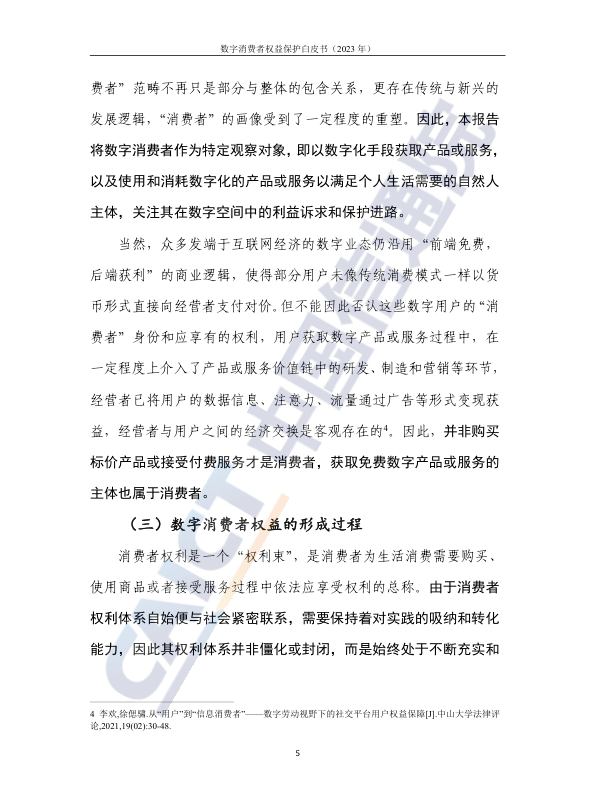 数字消费者权益保护白皮书（2023 年）
费者”范畴不再只是部分与整体的包含关系，更存在传统与新兴的
发展逻辑，“消费者”的画像受到了一定程度的重塑。因此，本报告
将数字消费者作为特定观察对象，即以数字化手段获取产品或服务，
以及使用和消耗数字化的产品或服务以满足个人生活需要的自然人
主体，关注其在数字空间中的利益诉求和保护进路。
当然，众多发端于互联网经济的数字业态仍沿用“前端免费，
后端获利”的商业逻辑，使得部分用户未像传统消费模式一样以货
币形式直接向经营者支付对价。但不能因此否认这些数字用户的“消
费者”身份和应享有的权利，用户获取数字产品或服务过程中，在
一定程度上介入了产品或服务价值链中的研发、制造和营销等环节，
经营者已将用户的数据信息、注意力、流量通过广告等形式变现获
益，经营者与用户之间的经济交换是客观存在的4。因此，并非购买
标价产品或接受付费服务才是消费者，获取免费数字产品或服务的
主体也属于消费者。
（三）数字消费者权益的形成过程
消费者权利是一个“权利束”，是消费者为生活消费需要购买、
使用商品或者接受服务过程中依法应享受权利的总称。由于消费者
权利体系自始便与社会紧密联系，需要保持着对实践的吸纳和转化
能力，因此其权利体系并非僵化或封闭，而是始终处于不断充实和
4 李欢,徐偲骕.从“用户”到“信息消费者”——数字劳动视野下的社交平台用户权益保障[J].中山大学法律评
论,2021,19(02):30-48.
5
CAICT 中国信通院